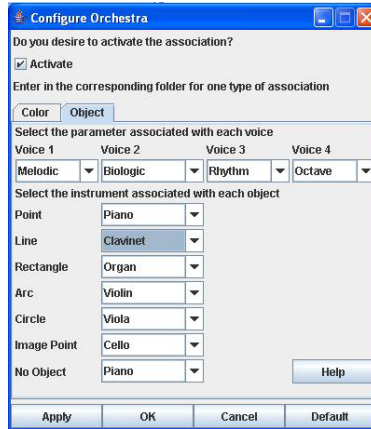 Configure Orchestra
Do you desire to activate the association?
Activate
Enter in the corresponding folder for one type of association
Color Object
Select the parameter associated with each voice
Voice 1 Voice 2 Voice 3 Voice 4
Melodic Biologic Rhythm Octave
Select the instrument associated with each object
Point Piano
Line Clavinet
Rectangle Organ
Arc Violin
Circle Viola
Image Point Cello
No Object Piano
Help
Apply OK Cancel Default